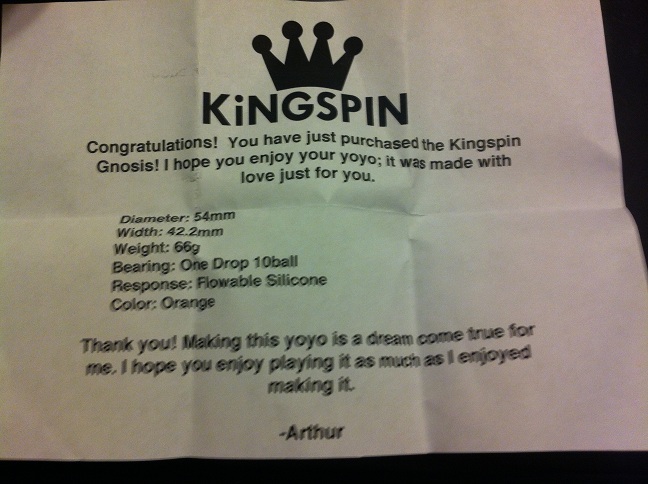 KiNGSPIN
Congratulations! You have just purchased the Kingspin
Gnosis! I hope you enjoy your yoyo; it was made with
love just for you.
Diameter: 54mm
Width: 42.2mm
Weight: 66g
Bearing: One Drop 10ball
Response: Flowable Silicone
Color: Orange
Thank you! Making this yoyo is a dream come true for
me. I hope you enjoy playing it as much as I enjoyed
making it.
-Arthur